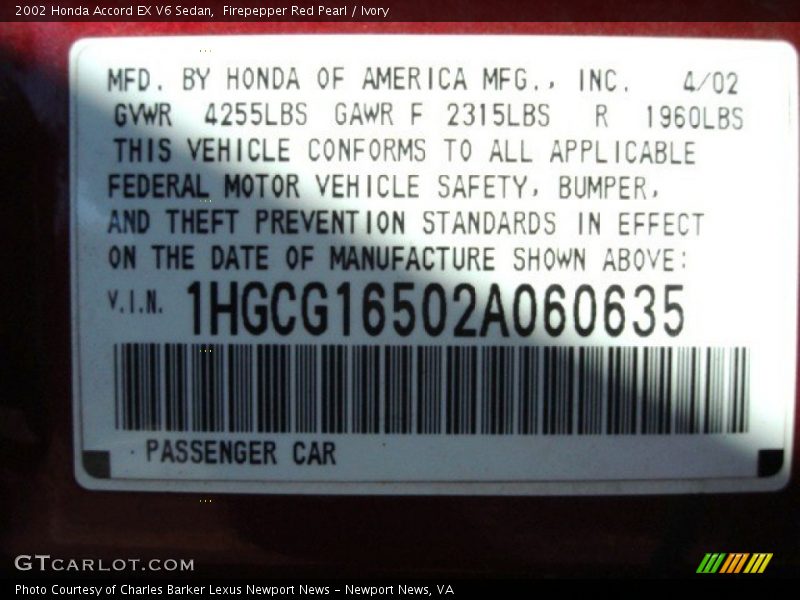 2002 Honda Accord EX V6 Sedan,  Firepepper Red Pearl / Ivory
MFD. BY HONDA OF AMERICA MFG., INC. 4/02
GVWR 4255LBS GAWR F 2315LBS R 1960LBS
THIS VEHICLE CONFORMS TO ALL APPLICABLE
FEDERAL MOTOR VEHICLE SAFETY, BUMPER,
AND THEFT PREVENTION STANDARDS IN EFFECT
ON THE DATE OF MANUFACTURE SHOWN ABOVE:
V.I.N. 1HGCG16502A060635
PASSENGER CAR
GTCARLOT.COM
Photo Courtesy of Charles Barker Lexus Newport News - Newport News, VA